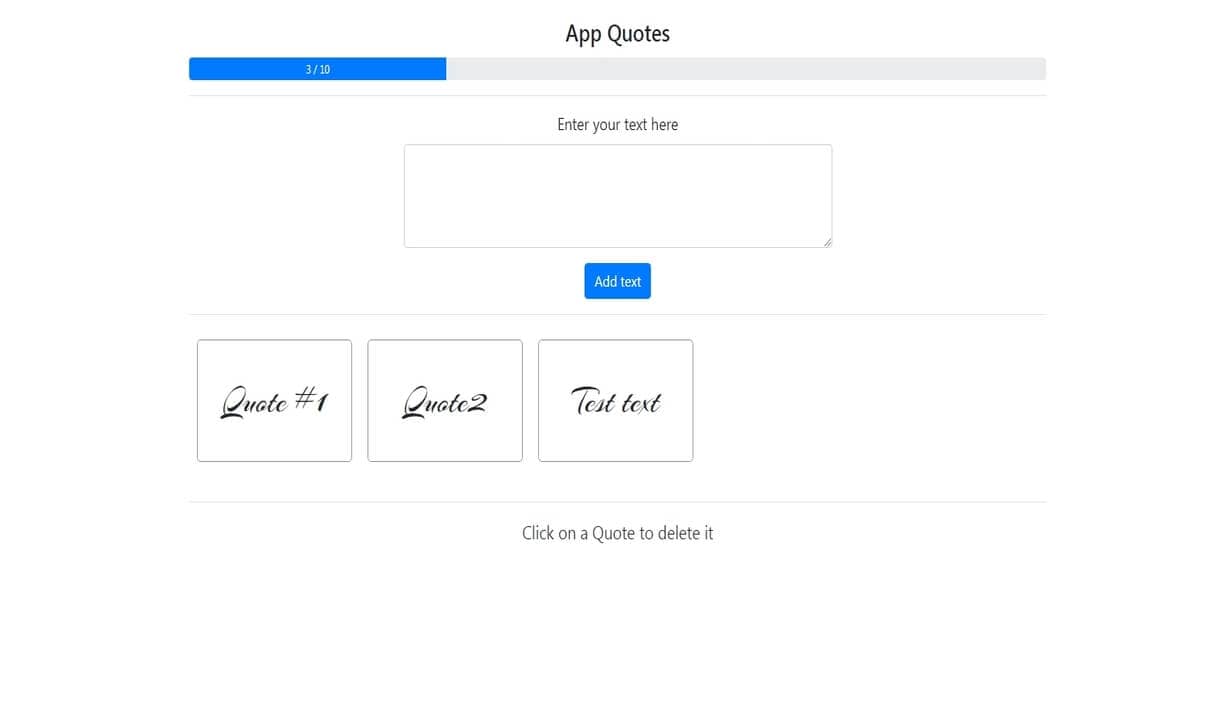 App Quotes
3 / 10
Enter your text here
Add text
Quote #1
Quote2
Test text
Click on a Quote to delete it